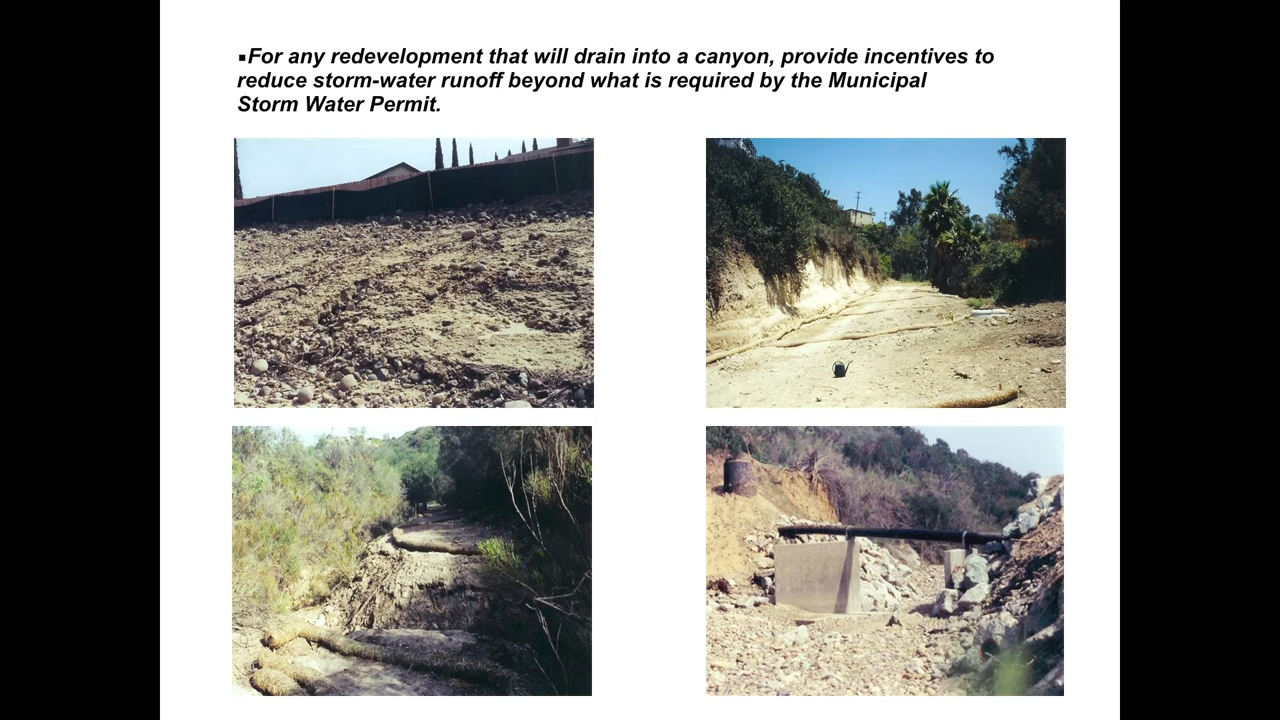 ▪For any redevelopment that will drain into a canyon, provide incentives to
reduce storm-water runoff beyond what is required by the Municipal
Storm Water Permit.